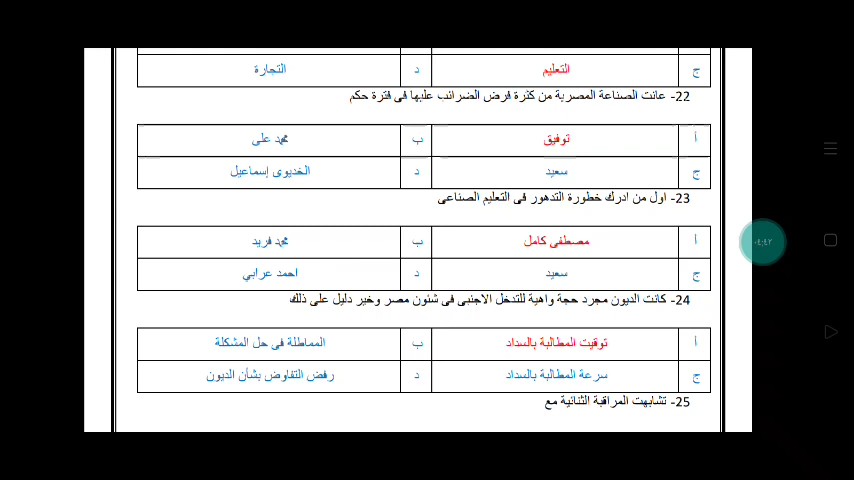 ج التعليم د التجارة
22- عانت الصناعة المصرية من كثرة فرض الضرائب عليها فى فترة حكم
أ توفيق ب محمد على
ج سعيد د الخديوى إسماعيل
23- اول من ادرك خطورة التدهور فى التعليم الصناعى
أ مصطفى كامل ب محمد فريد
ج سعيد د احمد عرابي
24- كانت الديون مجرد حجة واهية للتدخل الاجنبى فى شئون مصر وخير دليل على ذلك
أ توقيت المطالبة بالسداد ب المماطلة فى حل المشكلة
ج سرعة المطالبة بالسداد د رفض التفاوض بشأن الديون
25- تشابهت المراقبة الثنائية مع
٠٤:٤٢